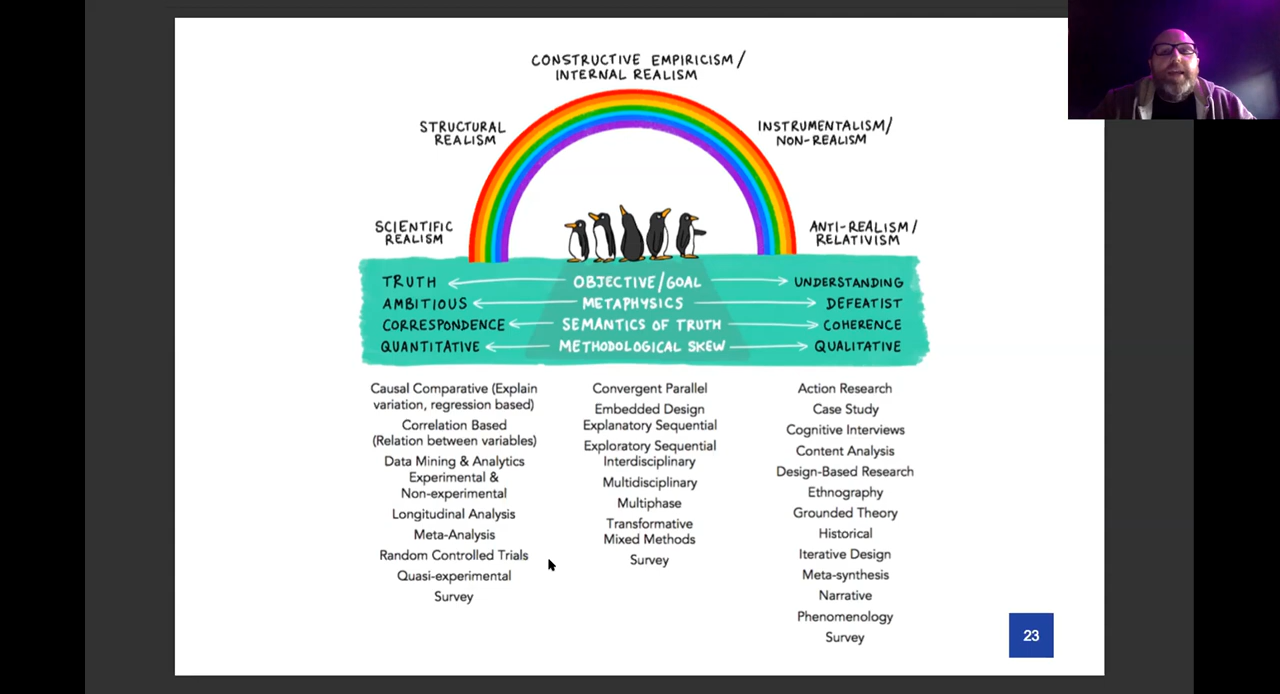 CONSTRUCTIVE EMPIRICISM/
INTERNAL REALISM
STRUCTURAL
REALISM
INSTRUMENTALISM/
NON-REALISM
SCIENTIFIC
REALISM
ANTI-REALISM/
RELATIVISM
TRUTH OBJECTIVE/GOAL UNDERSTANDING
AMBITIOUS METAPHYSICS DEFEATIST
CORRESPONDENCE SEMANTICS OF TRUTH COHERENCE
QUANTITATIVE METHODOLOGICAL SKEW QUALITATIVE
Causal Comparative (Explain
variation, regression based)
Correlation Based
(Relation between variables)
Data Mining & Analytics
Experimental &
Non-experimental
Longitudinal Analysis
Meta-Analysis
Random Controlled Trials
Quasi-experimental
Survey
Convergent Parallel
Embedded Design
Explanatory Sequential
Exploratory Sequential
Interdisciplinary
Multidisciplinary
Multiphase
Transformative
Mixed Methods
Survey
Action Research
Case Study
Cognitive Interviews
Content Analysis
Design-Based Research
Ethnography
Grounded Theory
Historical
Iterative Design
Meta-synthesis
Narrative
Phenomenology
Survey
23